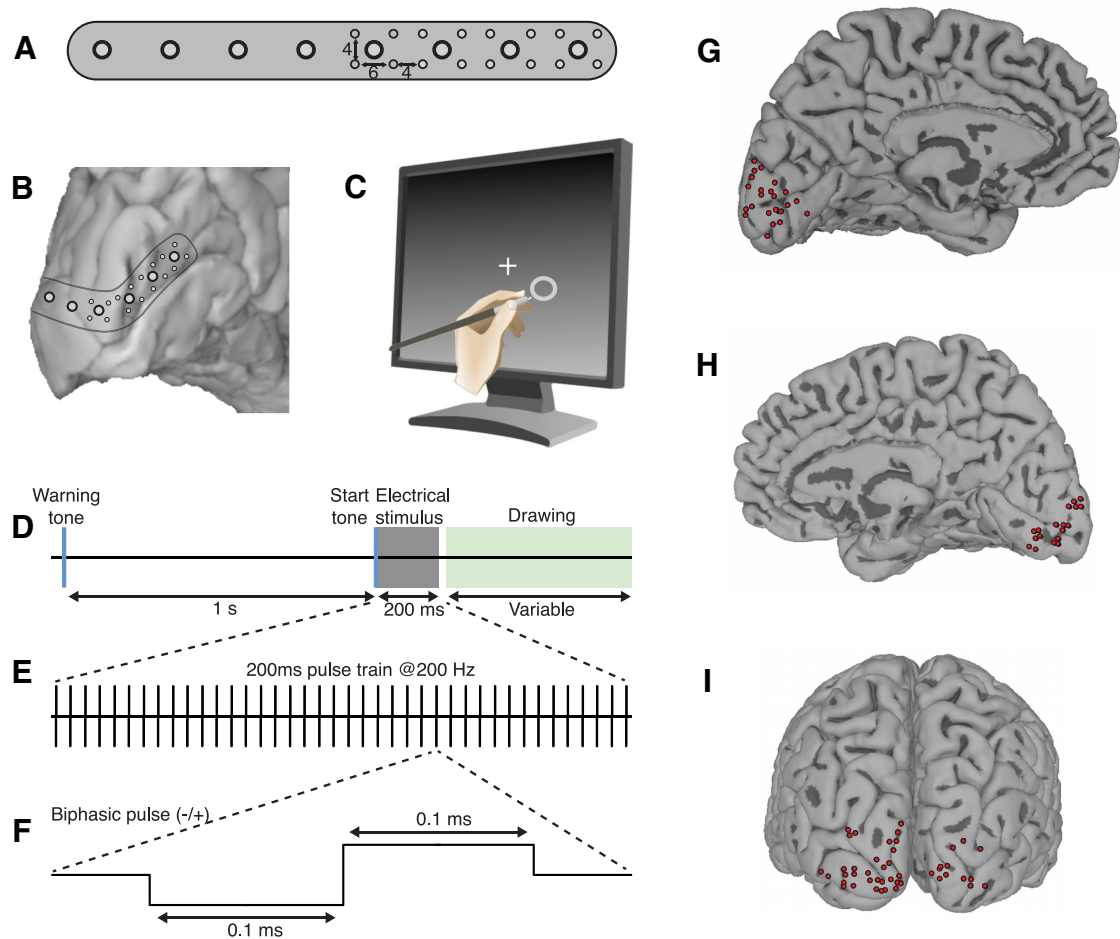 A
4
6
4
B
C
Warning
tone
Start
tone
Electrical
stimulus
Drawing
D
1 s
200 ms
Variable
E
200ms pulse train @200 Hz
Biphasic pulse (-/+)
F
0.1 ms
0.1 ms
G
H
I